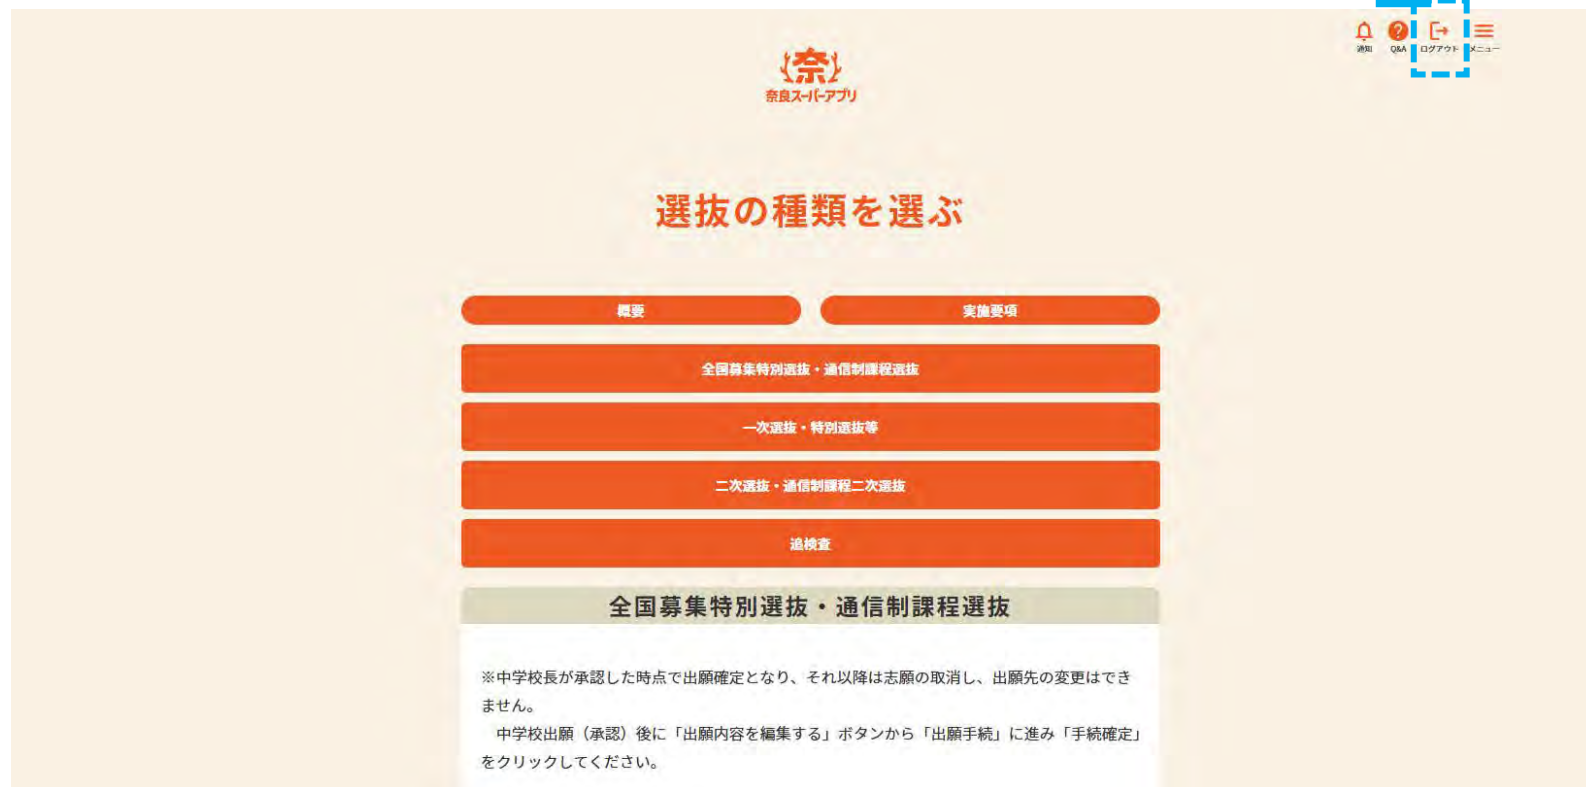 通知 Q&A ログアウト メニュー
奈
奈良スーパーアプリ
選抜の種類を選ぶ
概要 実施要項
全国募集特別選抜・通信制課程選抜
一次選抜・特別選抜等
二次選抜・通信制課程二次選抜
追検査
全国募集特別選抜・通信制課程選抜
※中学校長が承認した時点で出願確定となり、それ以降は志願の取消し、出願先の変更はでき
ません。
　中学校出願（承認）後に「出願内容を編集する」ボタンから「出願手続」に進み「手続確定」
をクリックしてください。